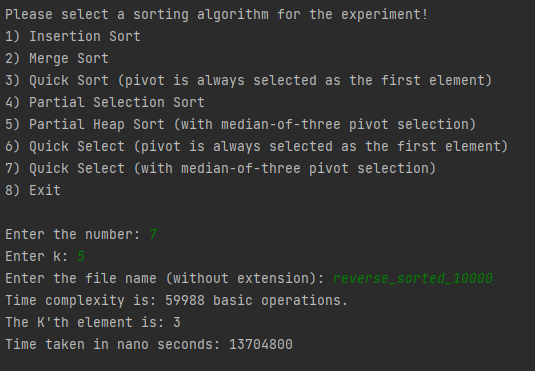 Please select a sorting algorithm for the experiment!
1) Insertion Sort
2) Merge Sort
3) Quick Sort (pivot is always selected as the first element)
4) Partial Selection Sort
5) Partial Heap Sort (with median-of-three pivot selection)
6) Quick Select (pivot is always selected as the first element)
7) Quick Select (with median-of-three pivot selection)
8) Exit
Enter the number: 7
Enter k: 5
Enter the file name (without extension): reverse_sorted_10000
Time complexity is: 59988 basic operations.
The K'th element is: 3
Time taken in nano seconds: 13704800